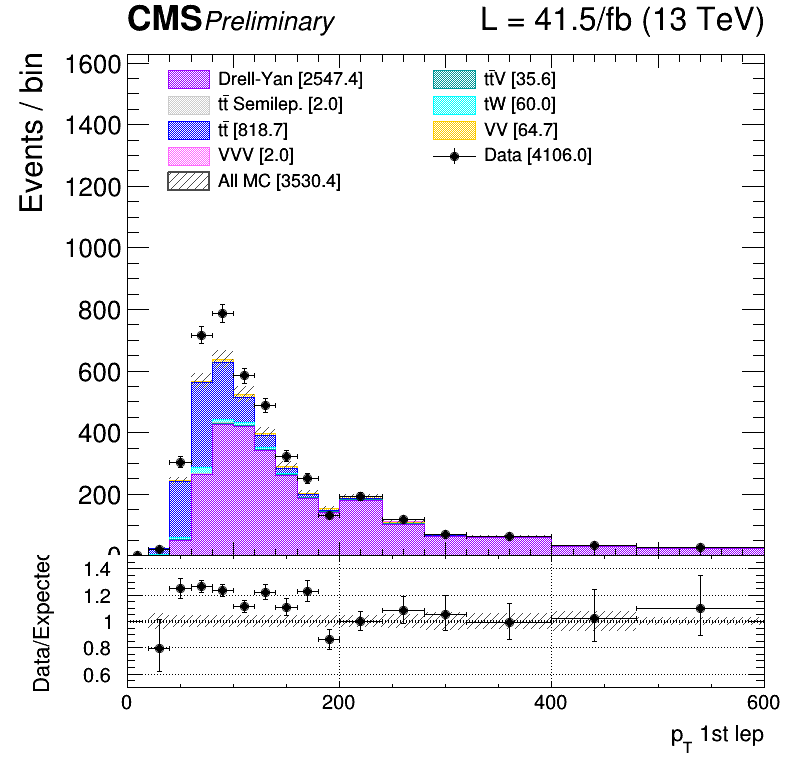 CMS Preliminary L = 41.5/fb (13 TeV)
Events / bin
1600
1400
1200
1000
800
600
400
200
0
Drell-Yan [2547.4]
tt̄ Semilep. [2.0]
tt̄ [818.7]
VVV [2.0]
All MC [3530.4]
tt̄V [35.6]
tW [60.0]
VV [64.7]
Data [4106.0]
Data/Expected
1.4
1.2
1
0.8
0.6
0 200 400 600
p_T 1st lep